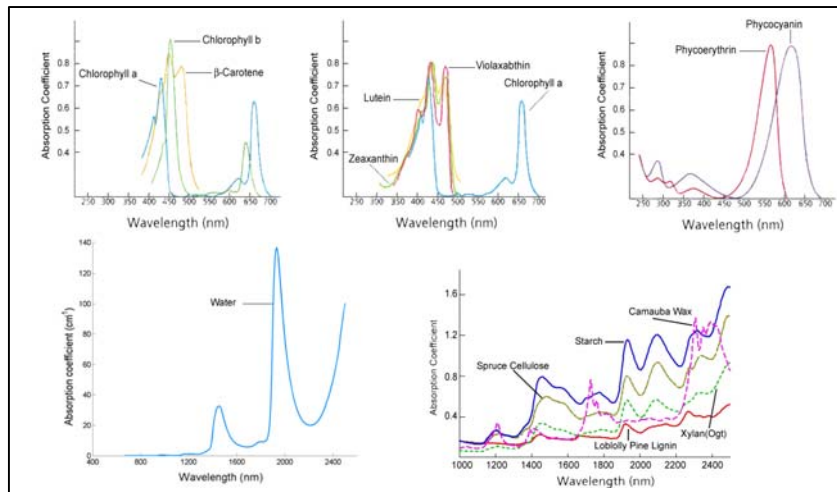 Chlorophyll b
Chlorophyll a
β-Carotene
Absorption Coefficient
0.8
0.7
0.6
0.5
0.4
250 350 450 550 650
250 300 400 500 600 700
Wavelength (nm)
Violaxabthin
Lutein
Chlorophyll a
Zeaxanthin
Absorption Coefficient
0.8
0.7
0.6
0.5
0.4
250 350 450 550 650
250 300 400 500 600 700
Wavelength (nm)
Phycocyanin
Phycoerythrin
Absorption Coefficient
0.8
0.7
0.6
0.5
0.4
250 350 450 550 650
250 300 400 500 600 700
Wavelength (nm)
Water
Absorption coefficient
140
120
100
80
60
40
20
0
400 800 1200 1600 2000 2400
Wavelength (nm)
Camauba Wax
Starch
Spruce Cellulose
Xylan(Ogt)
Loblolly Pine Lignin
Absorption Coefficient
1.6
1.2
0.8
0.4
1000 1200 1400 1600 1800 2000 2200 2400
Wavelength (nm)